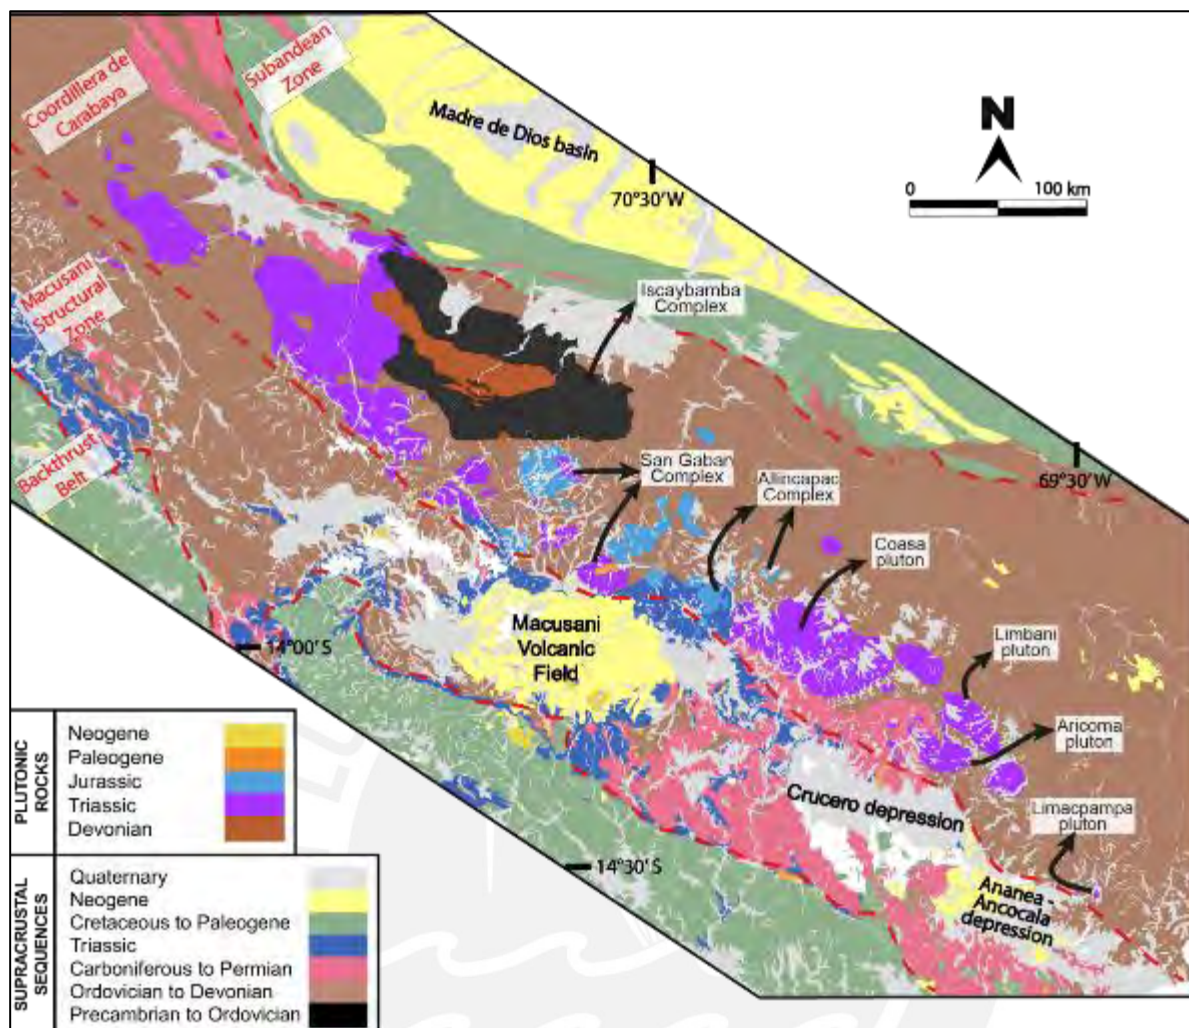 Coordillera de
Carabaya
Subandean
Zone
Madre de Dios basin
70°30'W
N
0 100 km
Macusani
Structural
Zone
Iscaybamba
Complex
Backthrust
Belt
San Gaban
Complex
Allincapac
Complex
69°30'W
Coasa
pluton
Macusani
Volcanic
Field
14°00'S
Limbani
pluton
Aricoma
pluton
Crucero depression
Limacpampa
pluton
14°30'S
Ananea -
Ancocala
depression
PLUTONIC
ROCKS
Neogene
Paleogene
Jurassic
Triassic
Devonian
SUPRACRUSTAL
SEQUENCES
Quaternary
Neogene
Cretaceous to Paleogene
Triassic
Carboniferous to Permian
Ordovician to Devonian
Precambrian to Ordovician